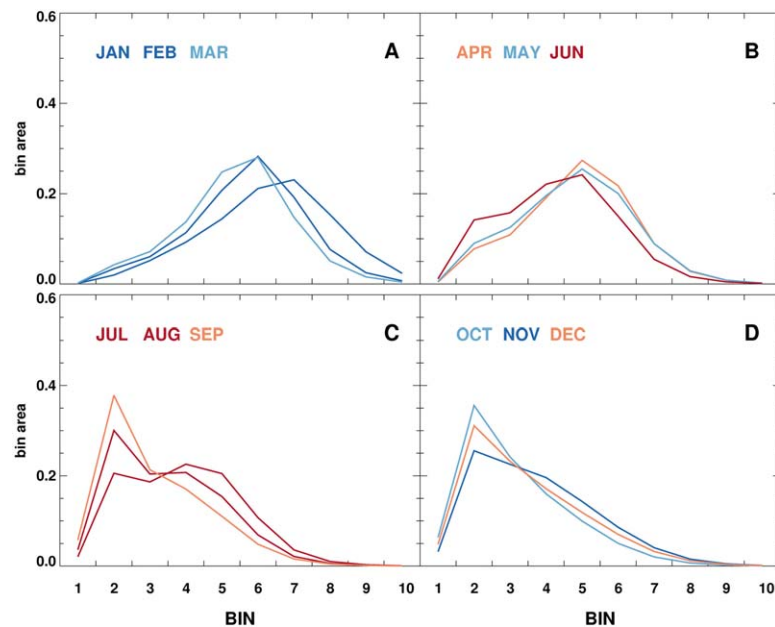 0.6
JAN FEB MAR A
0.4
bin area
0.2
0.0
APR MAY JUN B
0.6
JUL AUG SEP C
0.4
bin area
0.2
0.0
1 2 3 4 5 6 7 8 9 10
BIN
OCT NOV DEC D
1 2 3 4 5 6 7 8 9 10
BIN